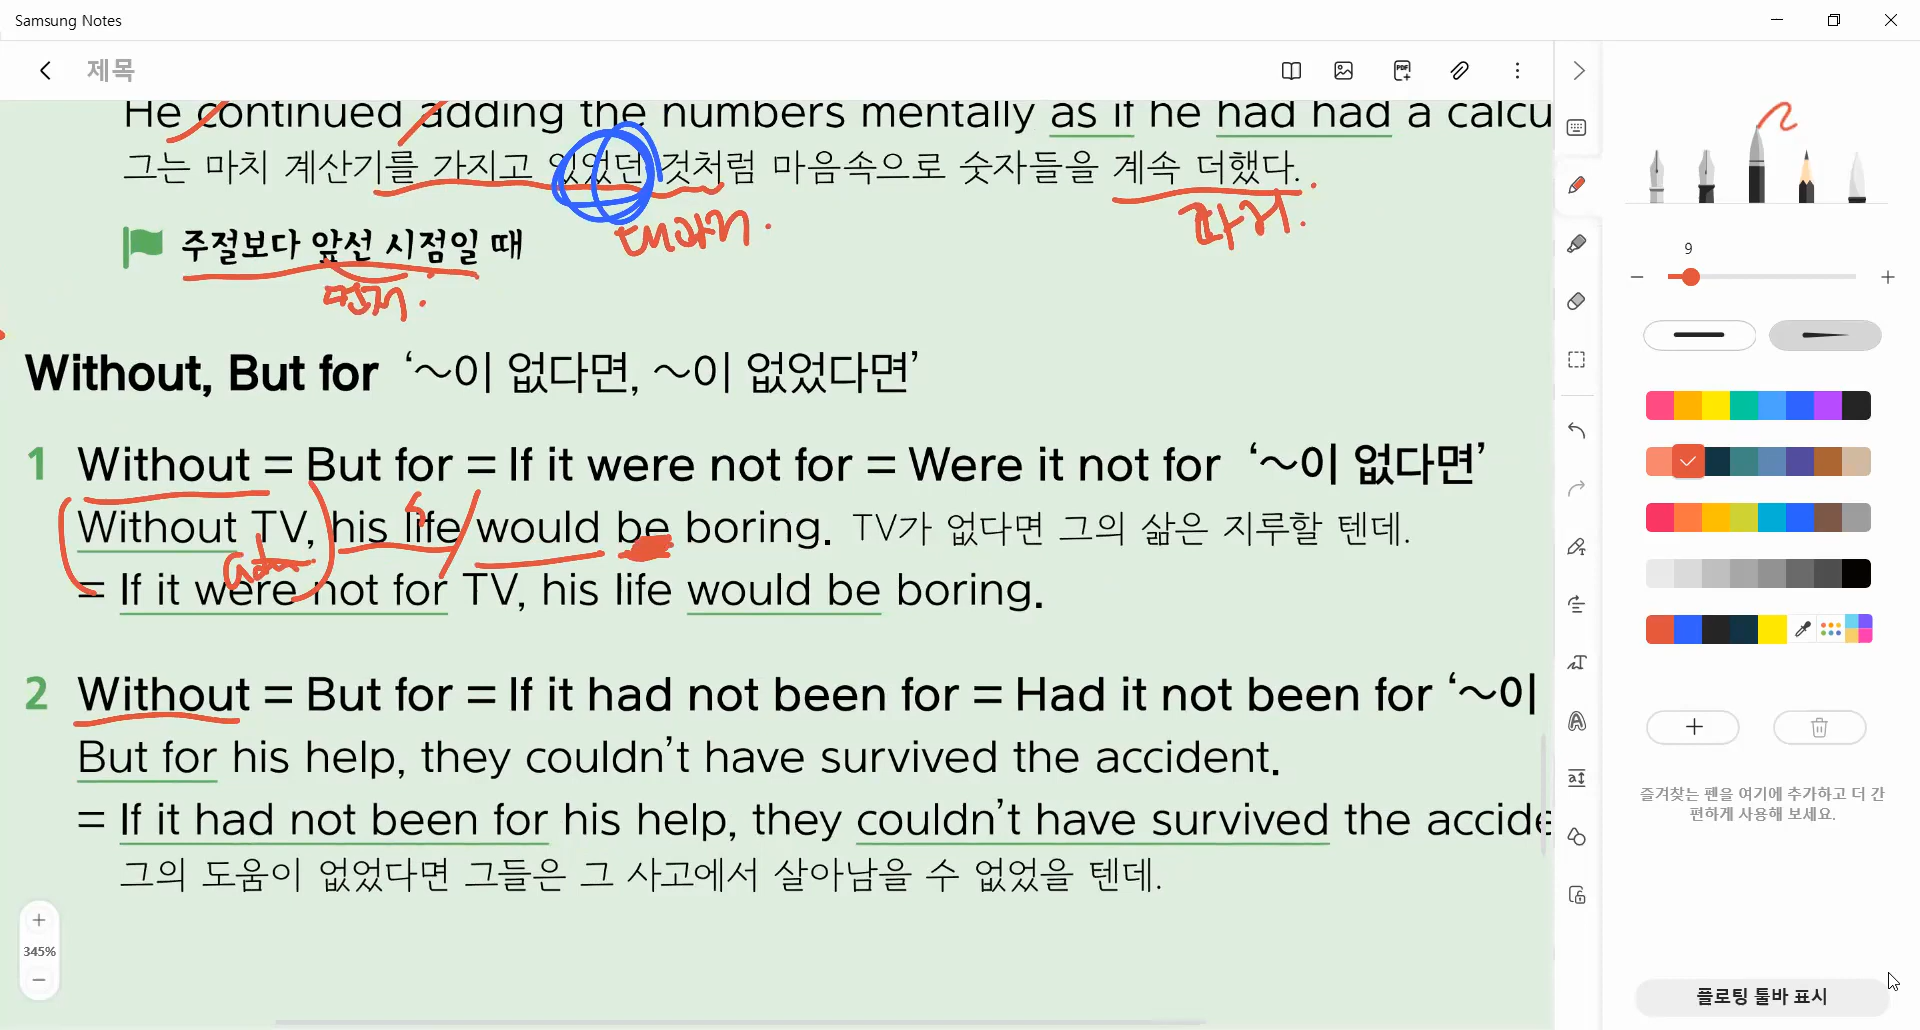 Samsung Notes
제목
He continued adding the numbers mentally as if he had had a calcu
그는 마치 계산기를 가지고 있었던 것처럼 마음속으로 숫자들을 계속 더했다.
대과거.
과거.
주절보다 앞선 시점일 때
Without, But for ‘~이 없다면, ~이 없었다면’
1 Without = But for = If it were not for = Were it not for ‘~이 없다면’
Without TV, his life would be boring. TV가 없다면 그의 삶은 지루할 텐데.
S
= If it were not for TV, his life would be boring.
2 Without = But for = If it had not been for = Had it not been for ‘~이
But for his help, they couldn't have survived the accident.
= If it had not been for his help, they couldn't have survived the accide
그의 도움이 없었다면 그들은 그 사고에서 살아남을 수 없었을 텐데.
345%
9
즐겨찾는 펜을 여기에 추가하고 더 간
편하게 사용해 보세요.
플로팅 툴바 표시